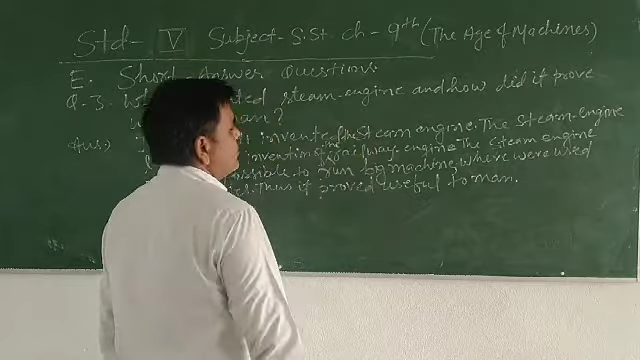 Std- V Subject- S.St. ch- 9th (The Age of Machines)
E. Short Answer Questions.
Q.3. steam-engine and how did it prove
man?
Ans. invented the steam engine. The steam-engine
invention of the railway engine. The steam engine
possible to run big machine, where were used
Thus it proved useful to man.